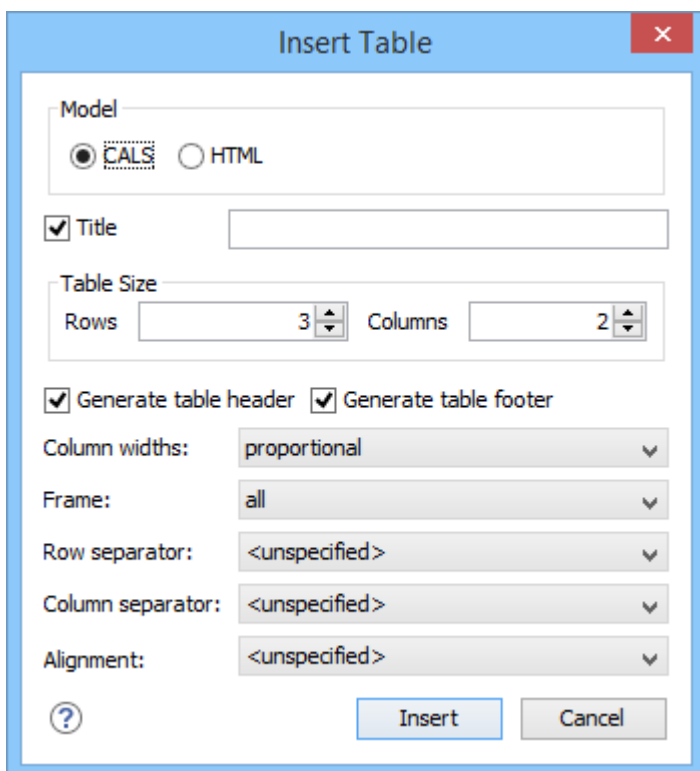 Insert Table
Model
CALS HTML
Title
Table Size
Rows 3 Columns 2
Generate table header Generate table footer
Column widths: proportional
Frame: all
Row separator: <unspecified>
Column separator: <unspecified>
Alignment: <unspecified>
? Insert Cancel